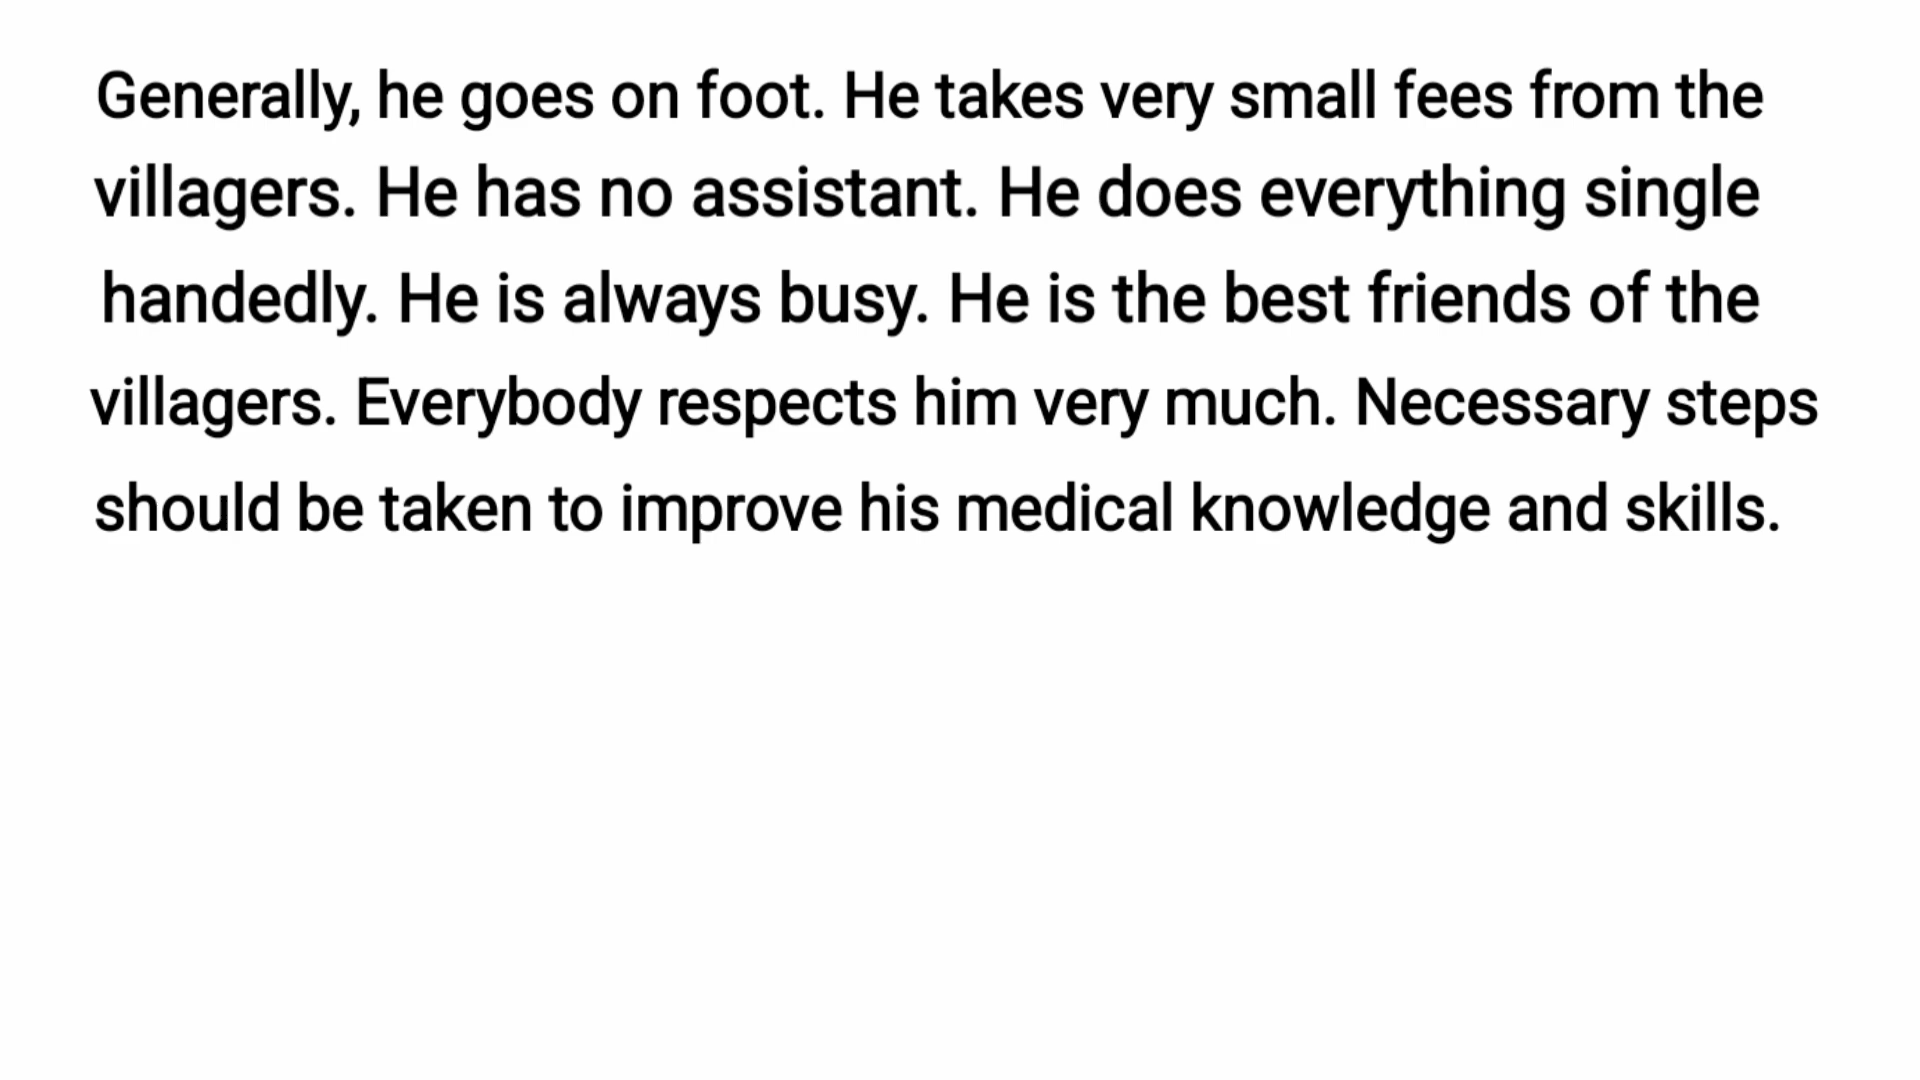 Generally, he goes on foot. He takes very small fees from the
villagers. He has no assistant. He does everything single
handedly. He is always busy. He is the best friends of the
villagers. Everybody respects him very much. Necessary steps
should be taken to improve his medical knowledge and skills.